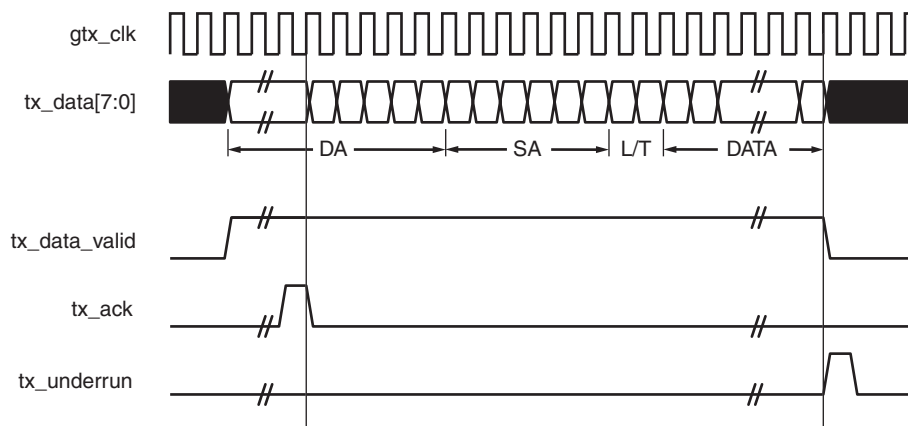 gtx_clk
tx_data[7:0]
DA SA L/T DATA
tx_data_valid
tx_ack
tx_underrun